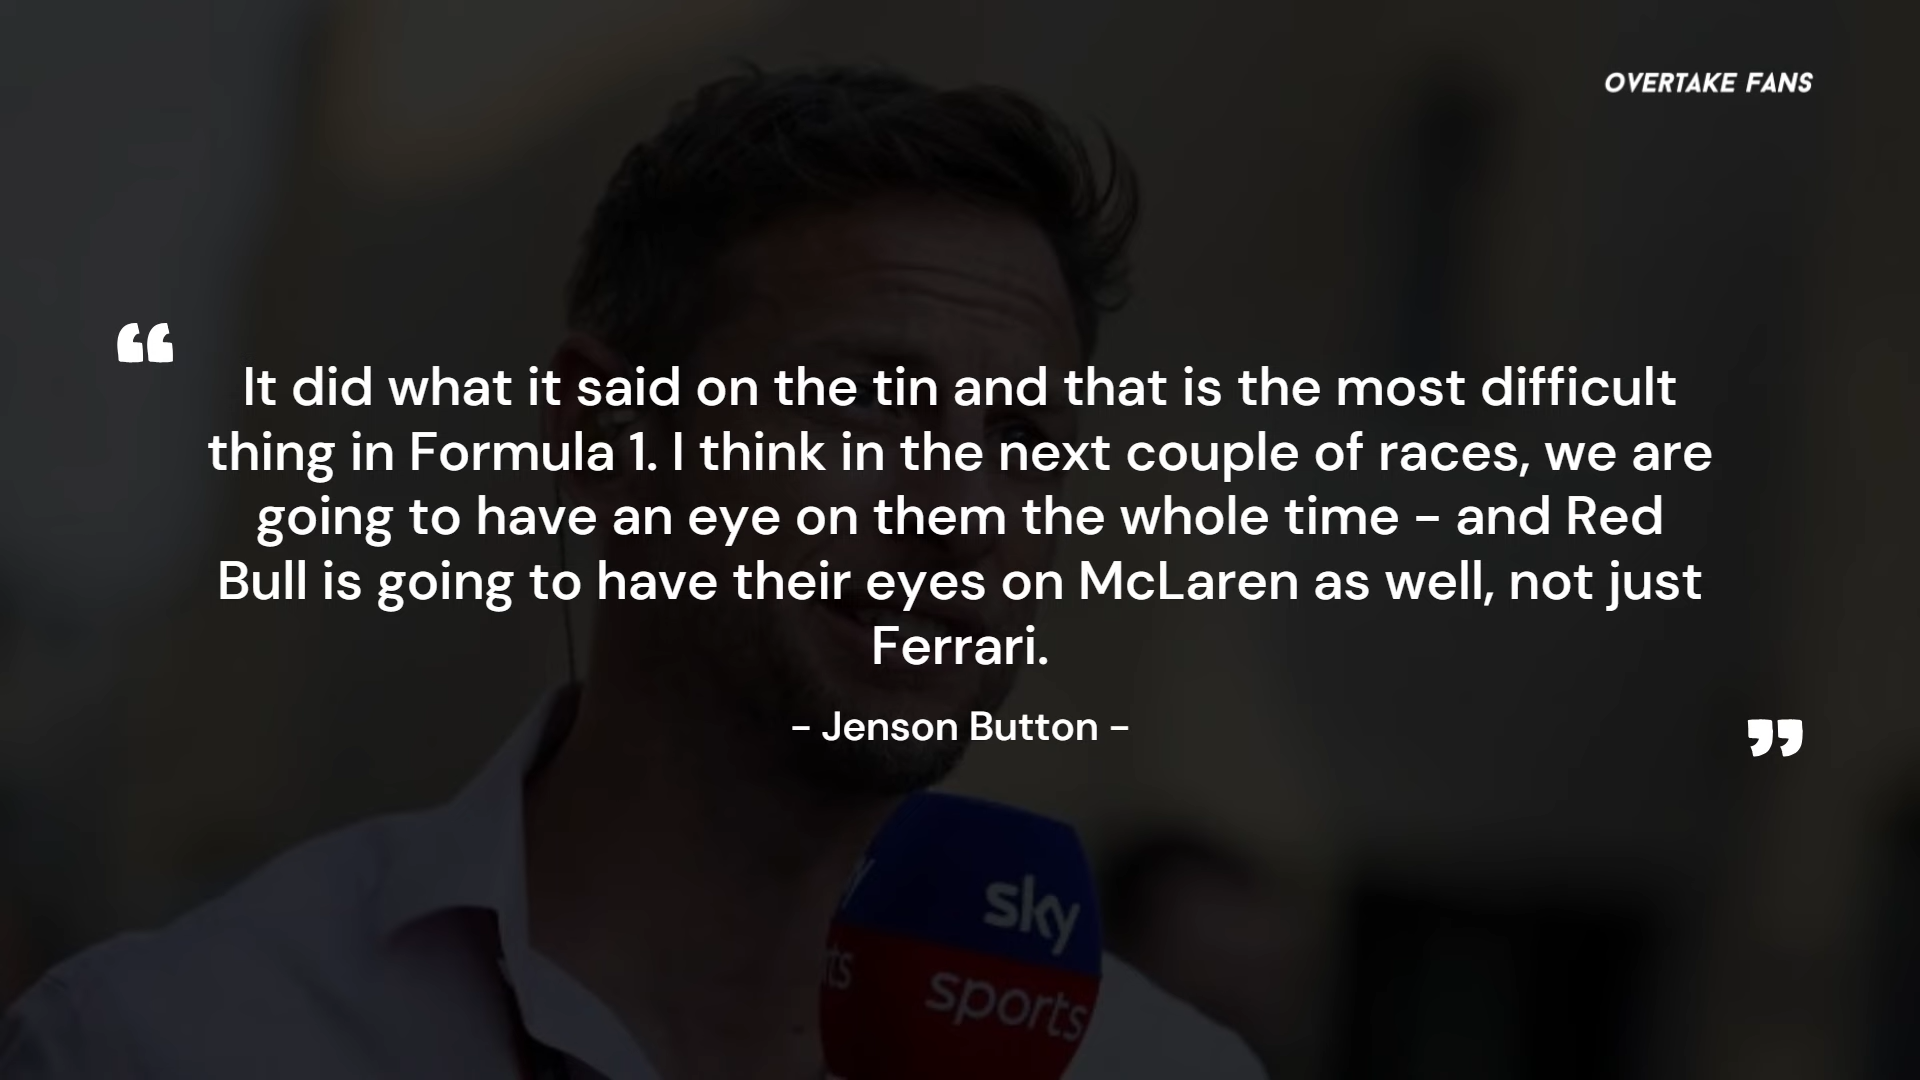 OVERTAKE FANS
“
It did what it said on the tin and that is the most difficult
thing in Formula 1. I think in the next couple of races, we are
going to have an eye on them the whole time – and Red
Bull is going to have their eyes on McLaren as well, not just
Ferrari.
– Jenson Button –
”
sky
sports